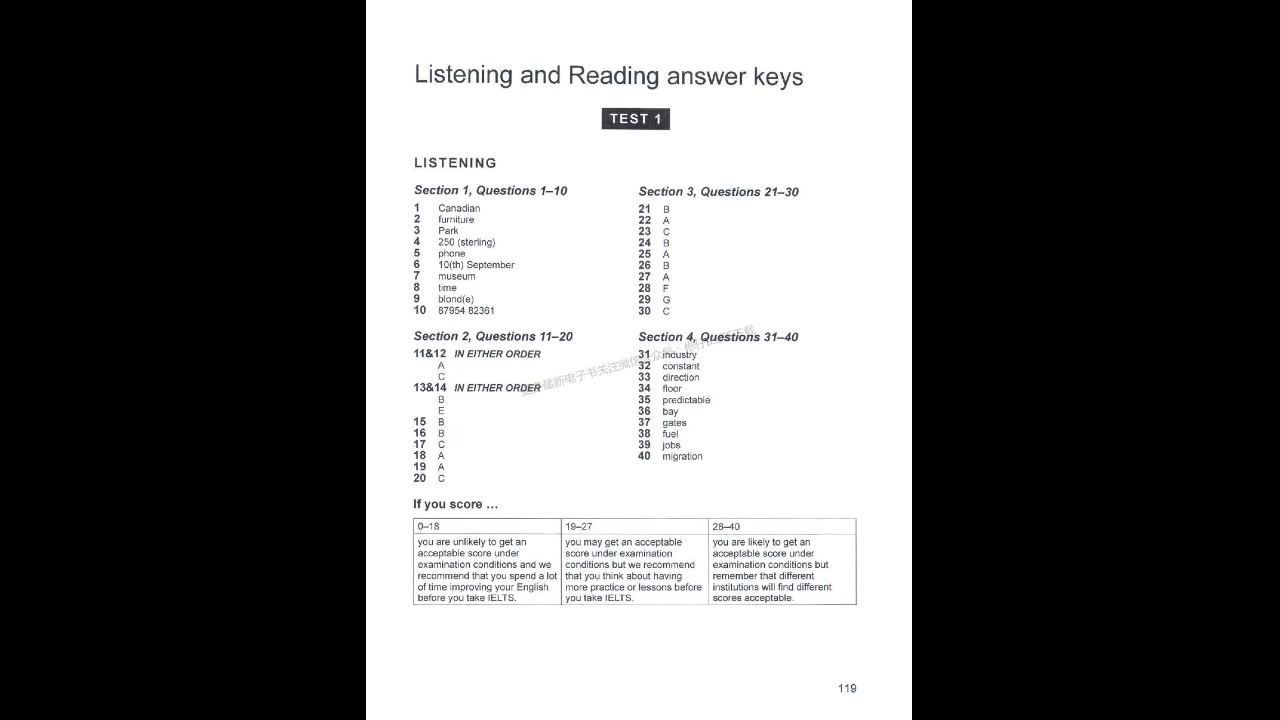 Listening and Reading answer keys
TEST 1
LISTENING
Section 1, Questions 1–10
1 Canadian
2 furniture
3 Park
4 250 (sterling)
5 phone
6 10(th) September
7 museum
8 time
9 blond(e)
10 87954 82361
Section 2, Questions 11–20
11&12 IN EITHER ORDER
A
C
13&14 IN EITHER ORDER
B
E
15 B
16 B
17 C
18 A
19 A
20 C
Section 3, Questions 21–30
21 B
22 A
23 C
24 B
25 A
26 B
27 A
28 F
29 G
30 C
Section 4, Questions 31–40
31 industry
32 constant
33 direction
34 floor
35 predictable
36 bay
37 gates
38 fuel
39 jobs
40 migration
最新电子书关注微信
If you score ...
0–18
you are unlikely to get an
acceptable score under
examination conditions and we
recommend that you spend a lot
of time improving your English
before you take IELTS.
19–27
you may get an acceptable
score under examination
conditions but we recommend
that you think about having
more practice or lessons before
you take IELTS.
28–40
you are likely to get an
acceptable score under
examination conditions but
remember that different
institutions will find different
scores acceptable.
119